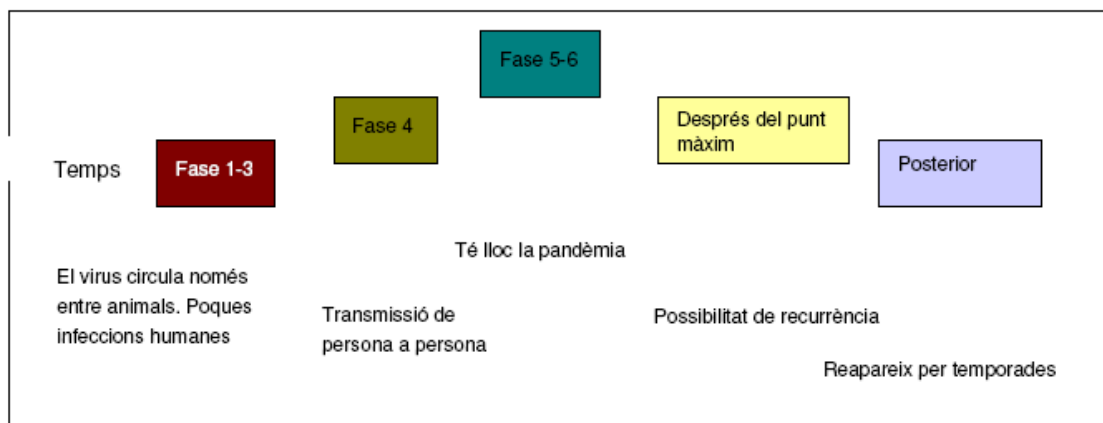 Fase 5-6
Fase 4
Després del punt
màxim
Temps
Fase 1-3
Posterior
Té lloc la pandèmia
El virus circula només
entre animals. Poques
infeccions humanes
Transmissió de
persona a persona
Possibilitat de recurrència
Reapareix per temporades